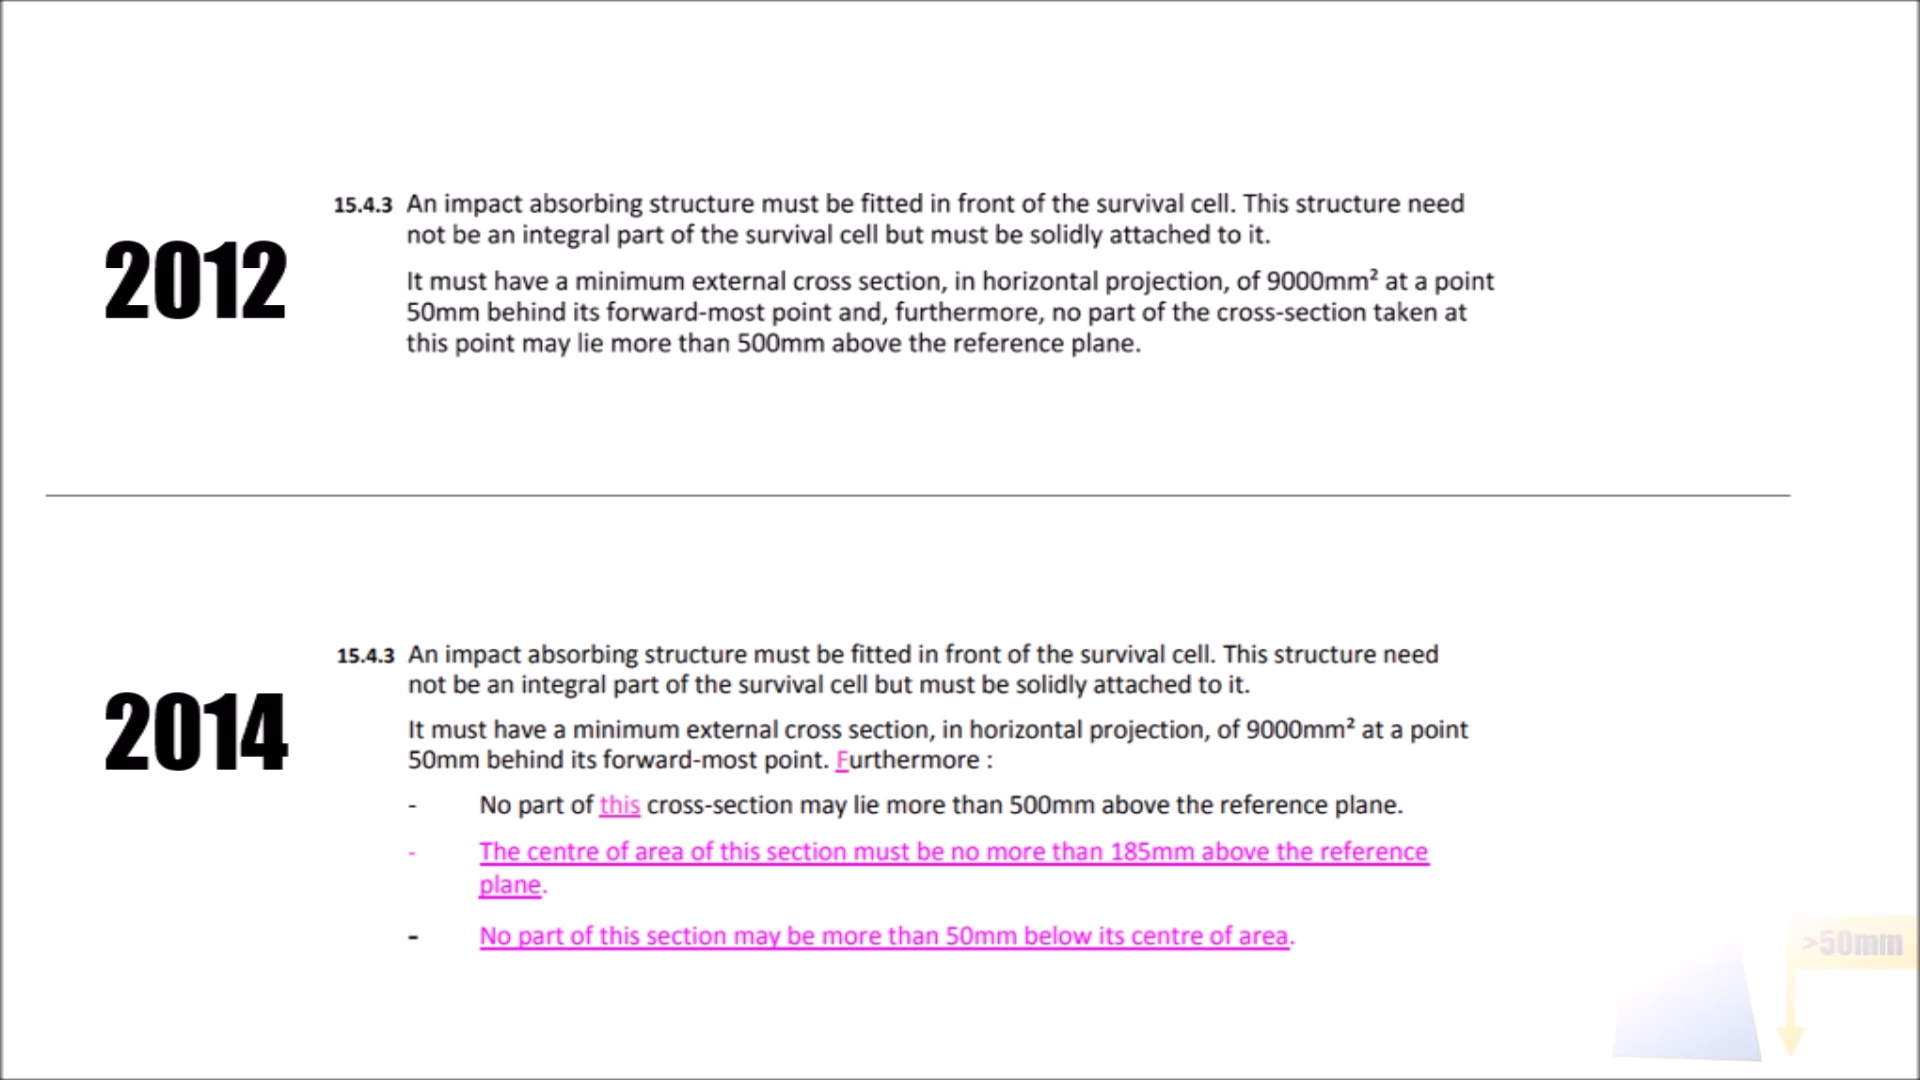 15.4.3 An impact absorbing structure must be fitted in front of the survival cell. This structure need
not be an integral part of the survival cell but must be solidly attached to it.
2012
It must have a minimum external cross section, in horizontal projection, of 9000mm² at a point
50mm behind its forward-most point and, furthermore, no part of the cross-section taken at
this point may lie more than 500mm above the reference plane.
15.4.3 An impact absorbing structure must be fitted in front of the survival cell. This structure need
not be an integral part of the survival cell but must be solidly attached to it.
2014
It must have a minimum external cross section, in horizontal projection, of 9000mm² at a point
50mm behind its forward-most point. Furthermore :
- No part of this cross-section may lie more than 500mm above the reference plane.
- The centre of area of this section must be no more than 185mm above the reference
plane.
- No part of this section may be more than 50mm below its centre of area.
>50mm